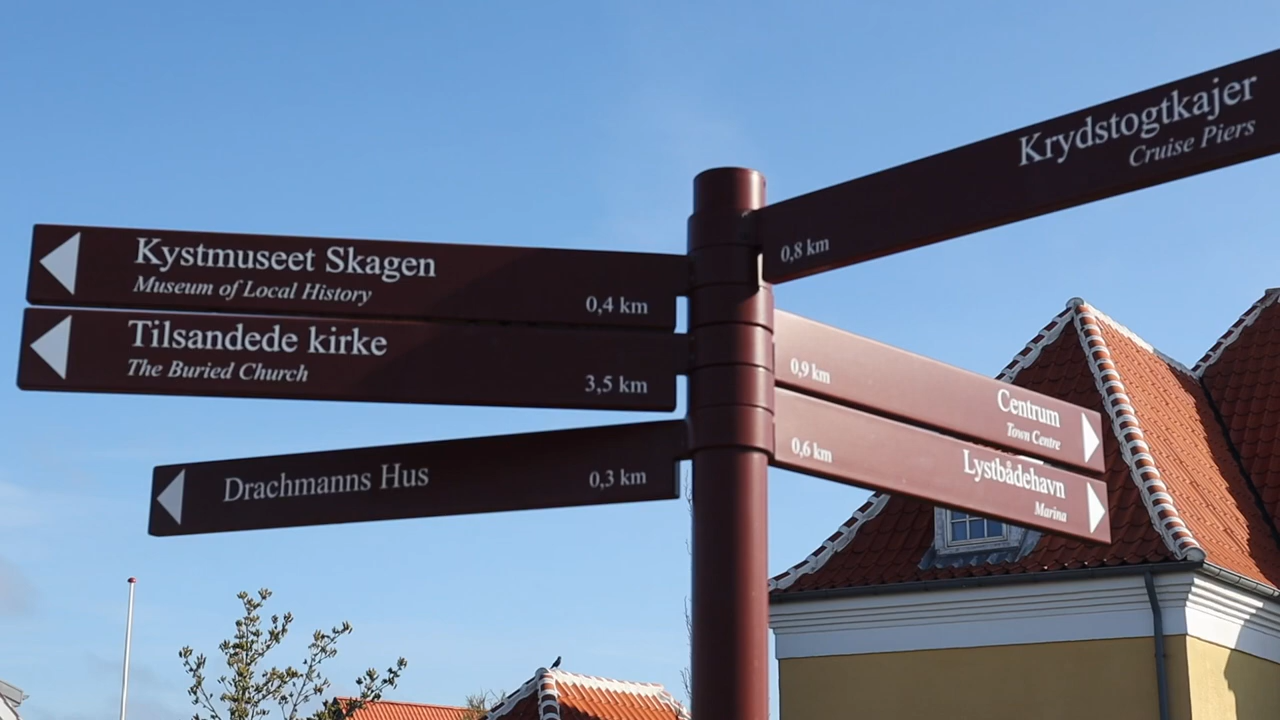 Krydstogtkajer
Cruise Piers
0,8 km
Kystmuseet Skagen
Museum of Local History
0,4 km
Tilsandede kirke
The Buried Church
3,5 km
Drachmanns Hus
0,3 km
0,9 km
Centrum
Town Centre
0,6 km
Lystbådehavn
Marina